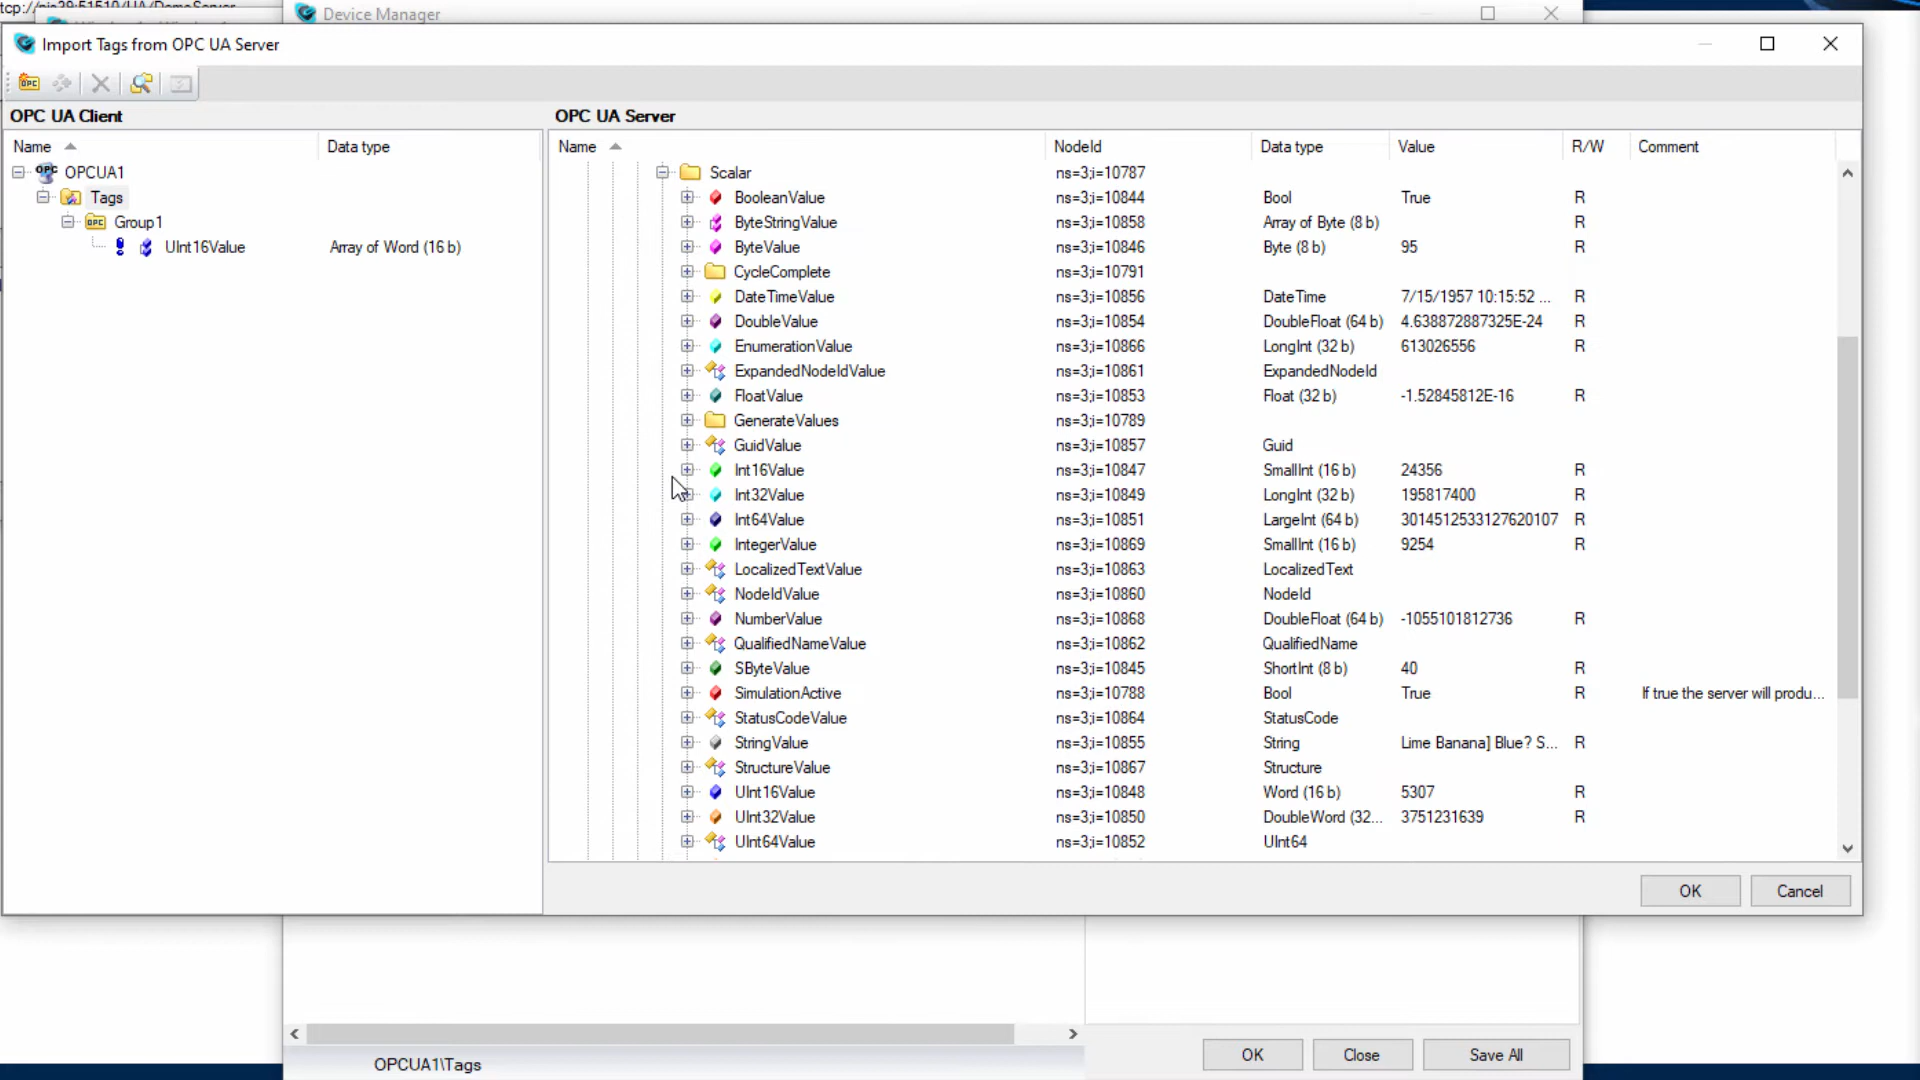 Device Manager
Import Tags from OPC UA Server
OPC UA Client
OPC UA Server
Name Data type
Name NodeId Data type Value R/W Comment
OPCUA1
Tags
Group1
UInt16Value Array of Word (16 b)
Scalar ns=3;i=10787
BooleanValue ns=3;i=10844 Bool True R
ByteStringValue ns=3;i=10858 Array of Byte (8 b)
ByteValue ns=3;i=10846 Byte (8 b) 95 R
CycleComplete ns=3;i=10791
DateTimeValue ns=3;i=10856 DateTime 7/15/1957 10:15:52 ... R
DoubleValue ns=3;i=10854 DoubleFloat (64 b) 4.638872887325E-24 R
EnumerationValue ns=3;i=10866 LongInt (32 b) 613026556 R
ExpandedNodeIdValue ns=3;i=10861 ExpandedNodeId
FloatValue ns=3;i=10853 Float (32 b) -1.52845812E-16 R
GenerateValues ns=3;i=10789
GuidValue ns=3;i=10857 Guid
Int16Value ns=3;i=10847 SmallInt (16 b) 24356 R
Int32Value ns=3;i=10849 LongInt (32 b) 195817400 R
Int64Value ns=3;i=10851 LargeInt (64 b) 3014512533127620107 R
IntegerValue ns=3;i=10869 SmallInt (16 b) 9254 R
LocalizedTextValue ns=3;i=10863 LocalizedText
NodeIdValue ns=3;i=10860 NodeId
NumberValue ns=3;i=10868 DoubleFloat (64 b) -1055101812736 R
QualifiedNameValue ns=3;i=10862 QualifiedName
SByteValue ns=3;i=10845 ShortInt (8 b) 40 R
SimulationActive ns=3;i=10788 Bool True R If true the server will produ...
StatusCodeValue ns=3;i=10864 StatusCode
StringValue ns=3;i=10855 String Lime Banana] Blue? S... R
StructureValue ns=3;i=10867 Structure
UInt16Value ns=3;i=10848 Word (16 b) 5307 R
UInt32Value ns=3;i=10850 DoubleWord (32... 3751231639 R
UInt64Value ns=3;i=10852 UInt64
OK Cancel
OK Close Save All
OPCUA1\Tags